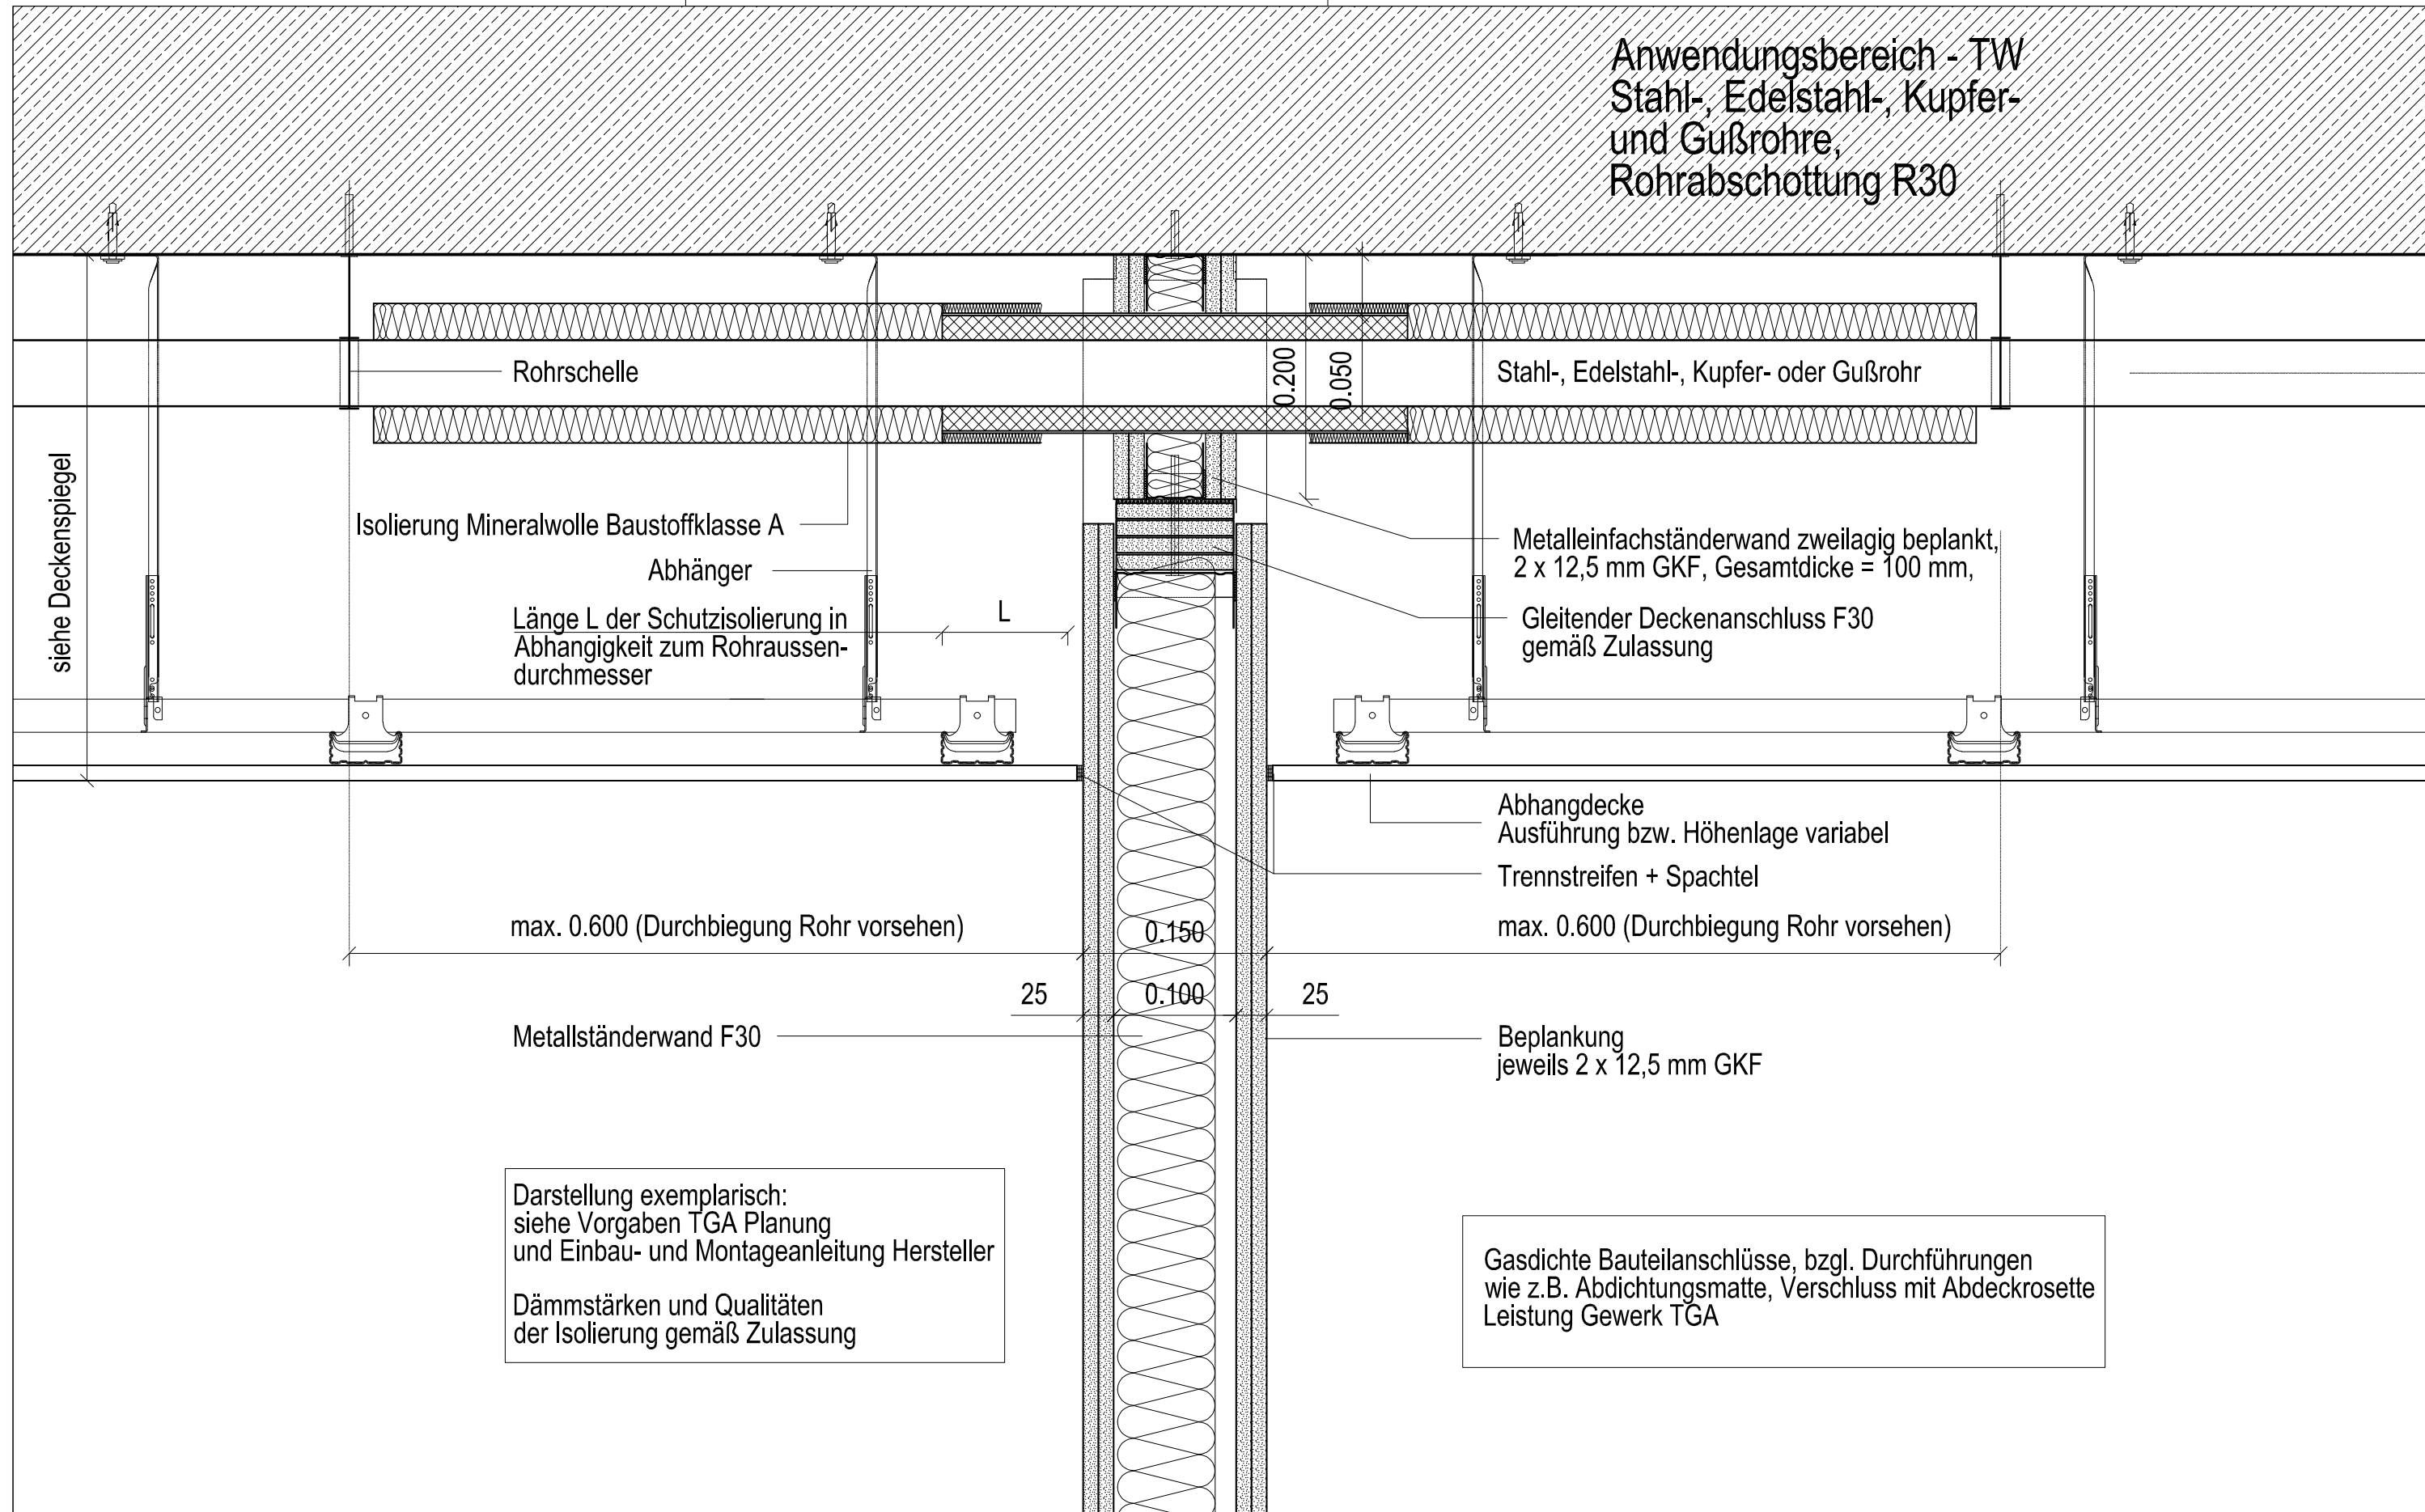 Anwendungsbereich - TW
Stahl-, Edelstahl-, Kupfer-
und Gußrohre,
Rohrabschottung R30
Rohrschelle
0.200
0.050
Stahl-, Edelstahl-, Kupfer- oder Gußrohr
siehe Deckenspiegel
Isolierung Mineralwolle Baustoffklasse A
Abhänger
Länge L der Schutzisolierung in
Abhangigkeit zum Rohraussen-
durchmesser
L
Metalleinfachständerwand zweilagig beplankt,
2 x 12,5 mm GKF, Gesamtdicke = 100 mm,
Gleitender Deckenanschluss F30
gemäß Zulassung
Abhangdecke
Ausführung bzw. Höhenlage variabel
Trennstreifen + Spachtel
max. 0.600 (Durchbiegung Rohr vorsehen)
0.150
max. 0.600 (Durchbiegung Rohr vorsehen)
25
0.100
25
Metallständerwand F30
Beplankung
jeweils 2 x 12,5 mm GKF
Darstellung exemplarisch:
siehe Vorgaben TGA Planung
und Einbau- und Montageanleitung Hersteller
Dämmstärken und Qualitäten
der Isolierung gemäß Zulassung
Gasdichte Bauteilanschlüsse, bzgl. Durchführungen
wie z.B. Abdichtungsmatte, Verschluss mit Abdeckrosette
Leistung Gewerk TGA